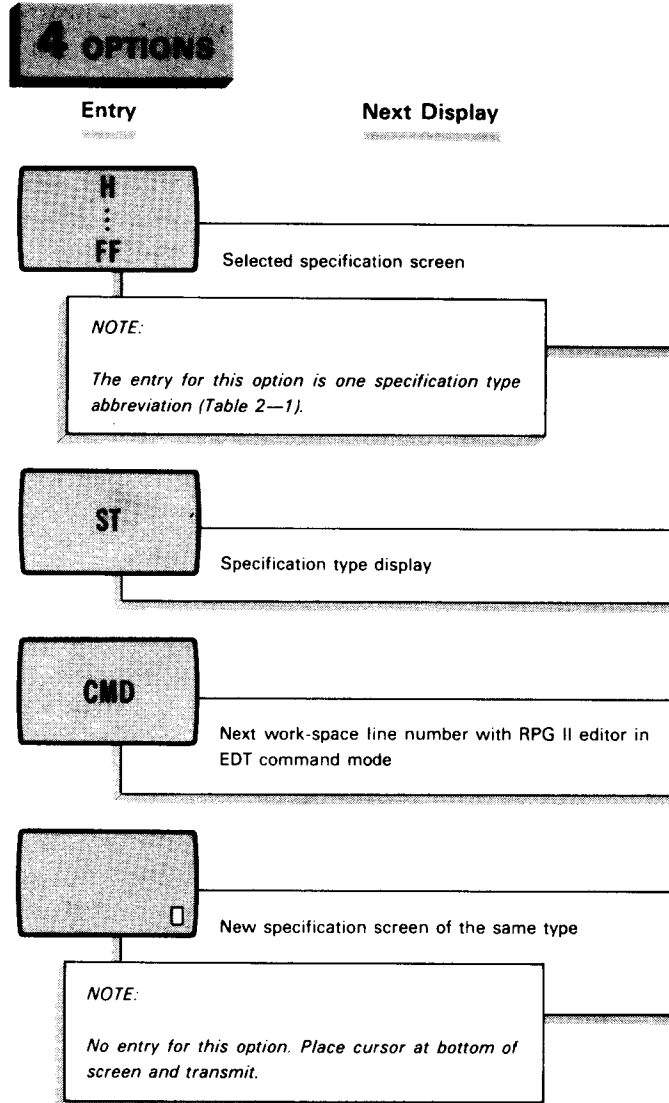 4 OPTIONS
Entry
Next Display
H
⋮
FF
Selected specification screen
NOTE:
The entry for this option is one specification type
abbreviation (Table 2—1).
ST
Specification type display
CMD
Next work-space line number with RPG II editor in
EDT command mode
New specification screen of the same type
NOTE:
No entry for this option. Place cursor at bottom of
screen and transmit.